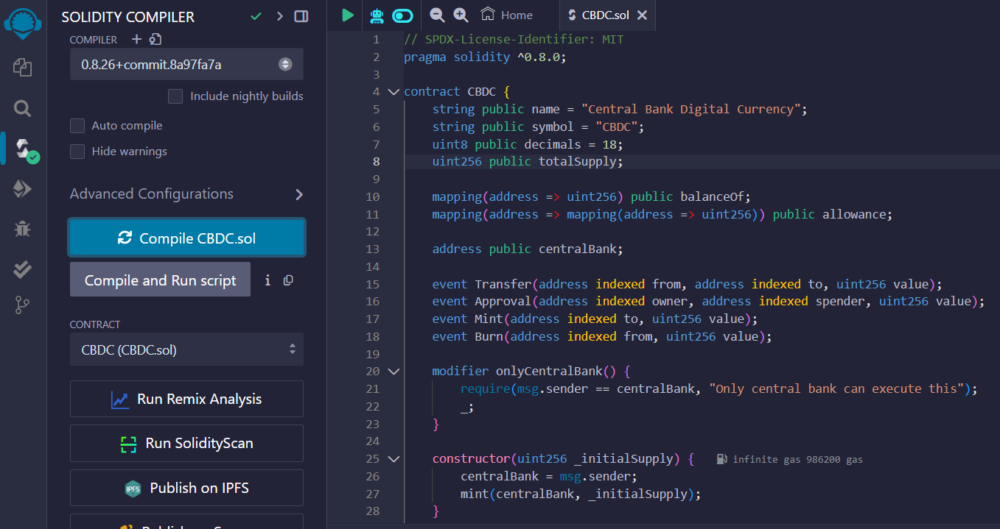 SOLIDITY COMPILER
COMPILER
0.8.26+commit.8a97fa7a
Include nightly builds
Auto compile
Hide warnings
Advanced Configurations
Compile CBDC.sol
Compile and Run script
i
CONTRACT
CBDC (CBDC.sol)
Run Remix Analysis
Run SolidityScan
IPFS
Publish on IPFS
Home
CBDC.sol
1 // SPDX-License-Identifier: MIT
2 pragma solidity ^0.8.0;
3
4 contract CBDC {
5 string public name = "Central Bank Digital Currency";
6 string public symbol = "CBDC";
7 uint8 public decimals = 18;
8 uint256 public totalSupply;
9
10 mapping(address => uint256) public balanceOf;
11 mapping(address => mapping(address => uint256)) public allowance;
12
13 address public centralBank;
14
15 event Transfer(address indexed from, address indexed to, uint256 value);
16 event Approval(address indexed owner, address indexed spender, uint256 value);
17 event Mint(address indexed to, uint256 value);
18 event Burn(address indexed from, uint256 value);
19
20 modifier onlyCentralBank() {
21 require(msg.sender == centralBank, "Only central bank can execute this");
22 _;
23 }
24
25 constructor(uint256 _initialSupply) { infinite gas 986200 gas
26 centralBank = msg.sender;
27 mint(centralBank, _initialSupply);
28 }